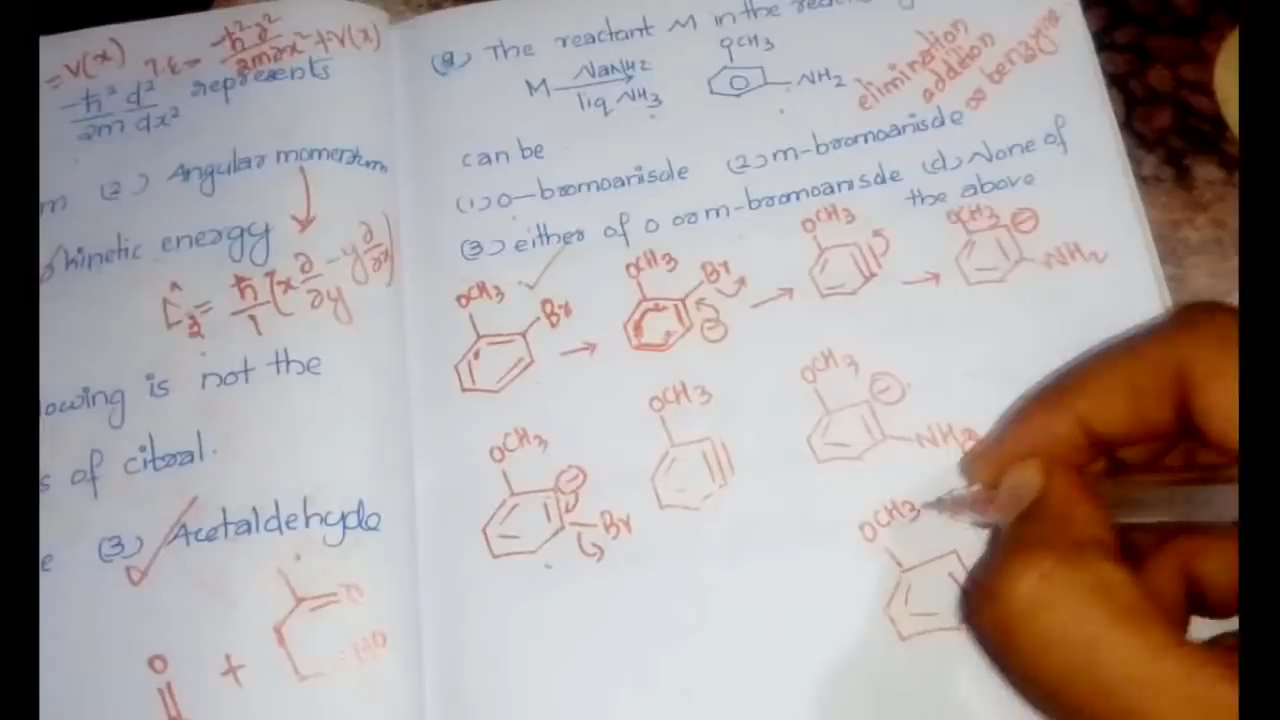 = V(x) i.e = -ħ²∂²/2m∂x² + V(x)
-ħ²/2m d²/dx² represents
m (2) Angular momentum
kinetic energy
L̂z = ħ/i (x ∂/∂y - y ∂/∂x)
owing is not the
s of citral.
e (3) Acetaldehyde
O
+
(9) The reactant M in the
M NaNH2 / liq NH3
OCH3
NH2
elimination
addition
∞ benzyne
can be
(1) o-bromoanisole (2) m-bromoanisde
(3) either of o or m-bromoanisde (d) None of
the above
OCH3 Br
OCH3 Br ⊖
OCH3
OCH3 ⊖ NH2
OCH3 ⊖ Br
OCH3
OCH3 ⊖ NH2
OCH3